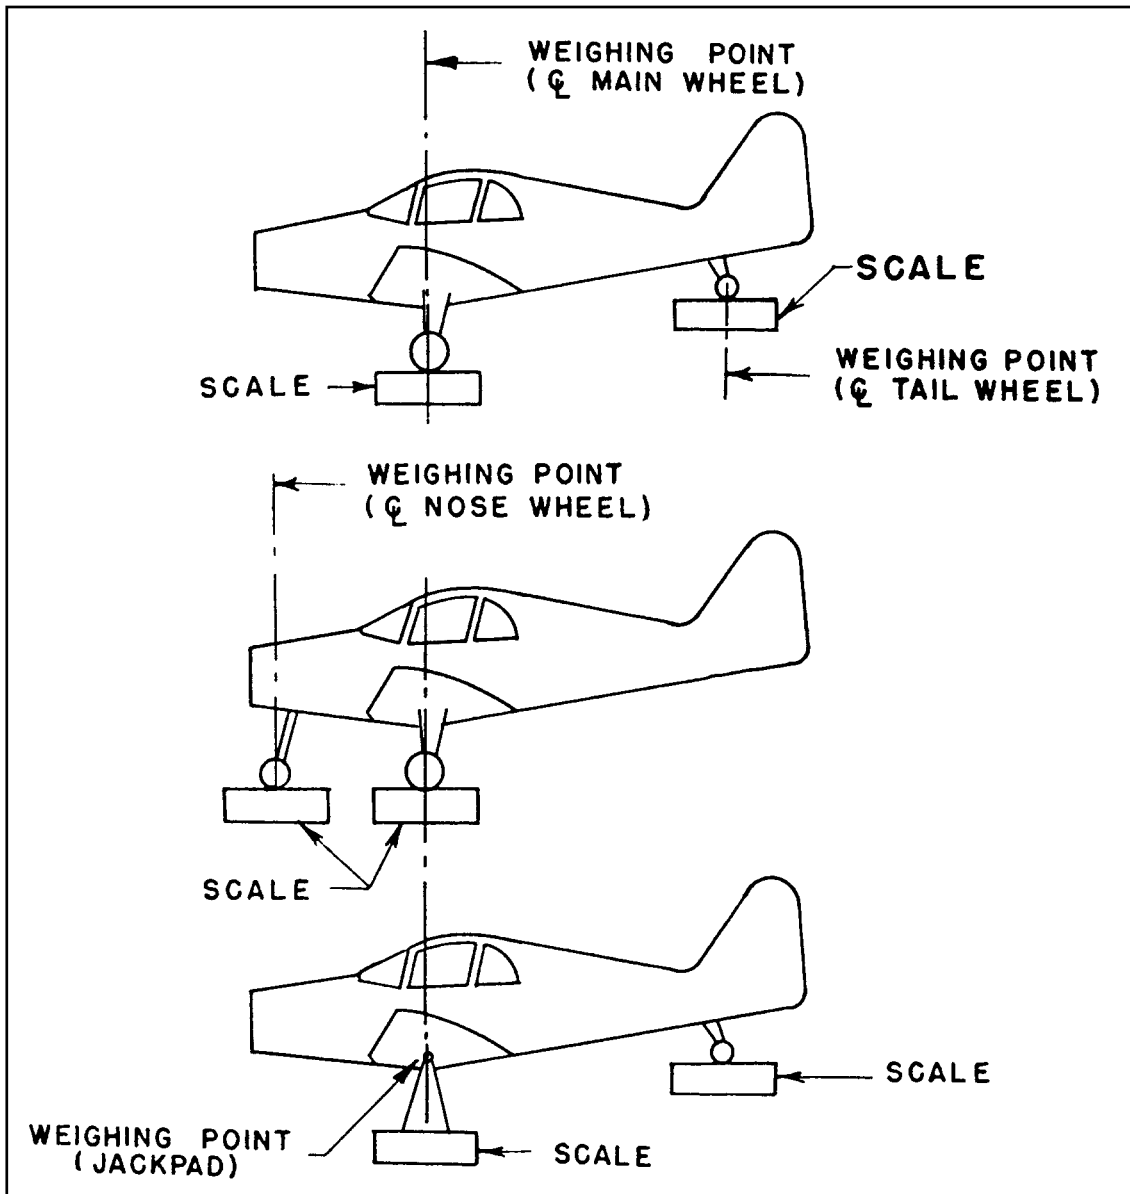 WEIGHING POINT
(℄ MAIN WHEEL)
SCALE
SCALE
WEIGHING POINT
(℄ TAIL WHEEL)
WEIGHING POINT
(℄ NOSE WHEEL)
SCALE
SCALE
WEIGHING POINT
(JACKPAD)
SCALE